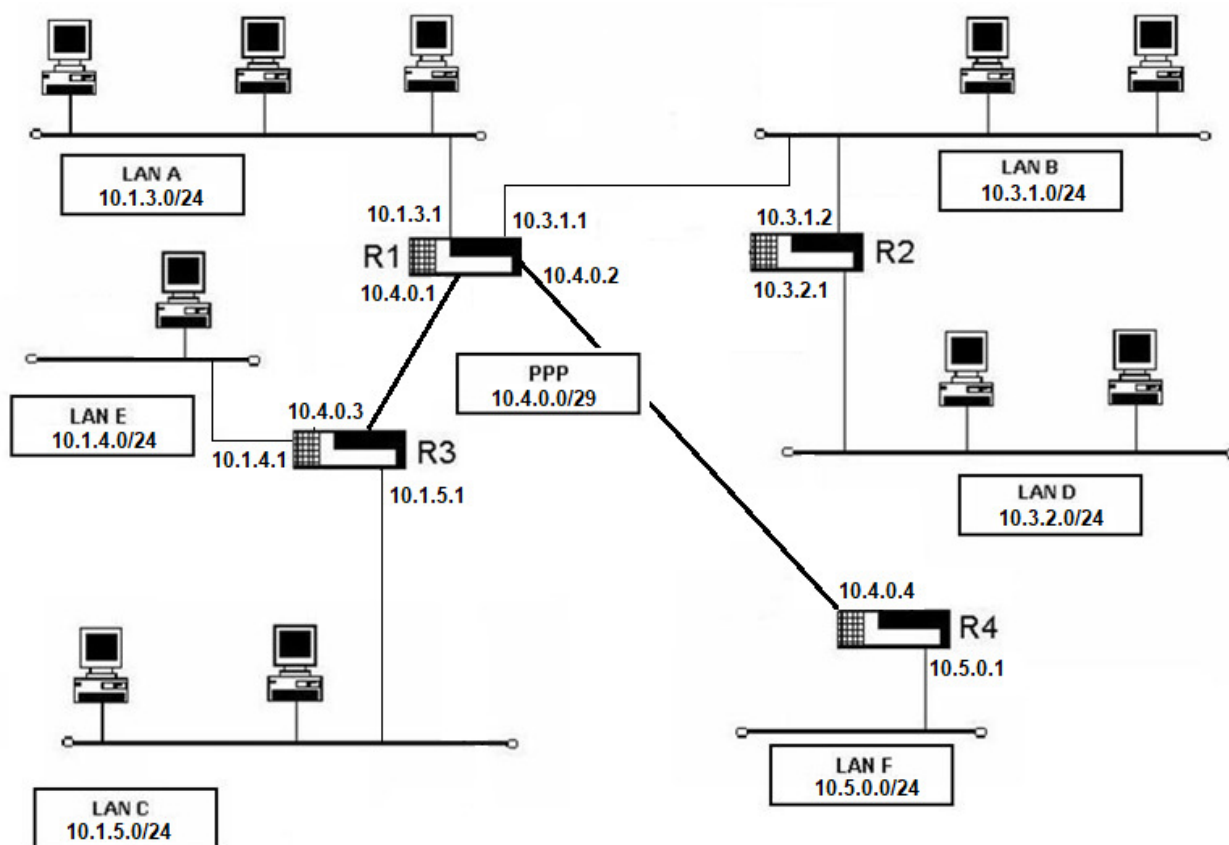 LAN A
10.1.3.0/24
LAN B
10.3.1.0/24
10.1.3.1
10.3.1.1
10.3.1.2
R1
R2
10.4.0.1
10.4.0.2
10.3.2.1
PPP
10.4.0.0/29
LAN E
10.1.4.0/24
10.4.0.3
10.1.4.1
R3
10.1.5.1
LAN D
10.3.2.0/24
10.4.0.4
R4
10.5.0.1
LAN F
10.5.0.0/24
LAN C
10.1.5.0/24